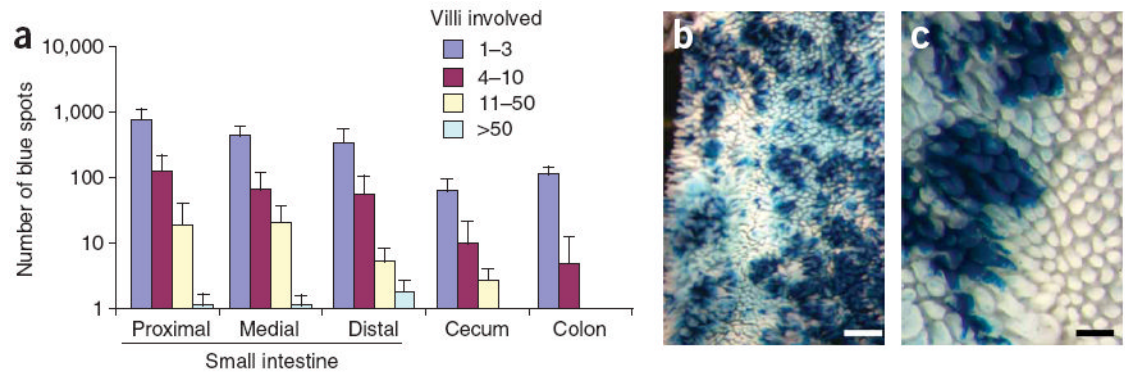 a
Villi involved
1–3
4–10
11–50
>50
Number of blue spots
10,000
1,000
100
10
1
Proximal
Medial
Distal
Cecum
Colon
Small intestine
b
c